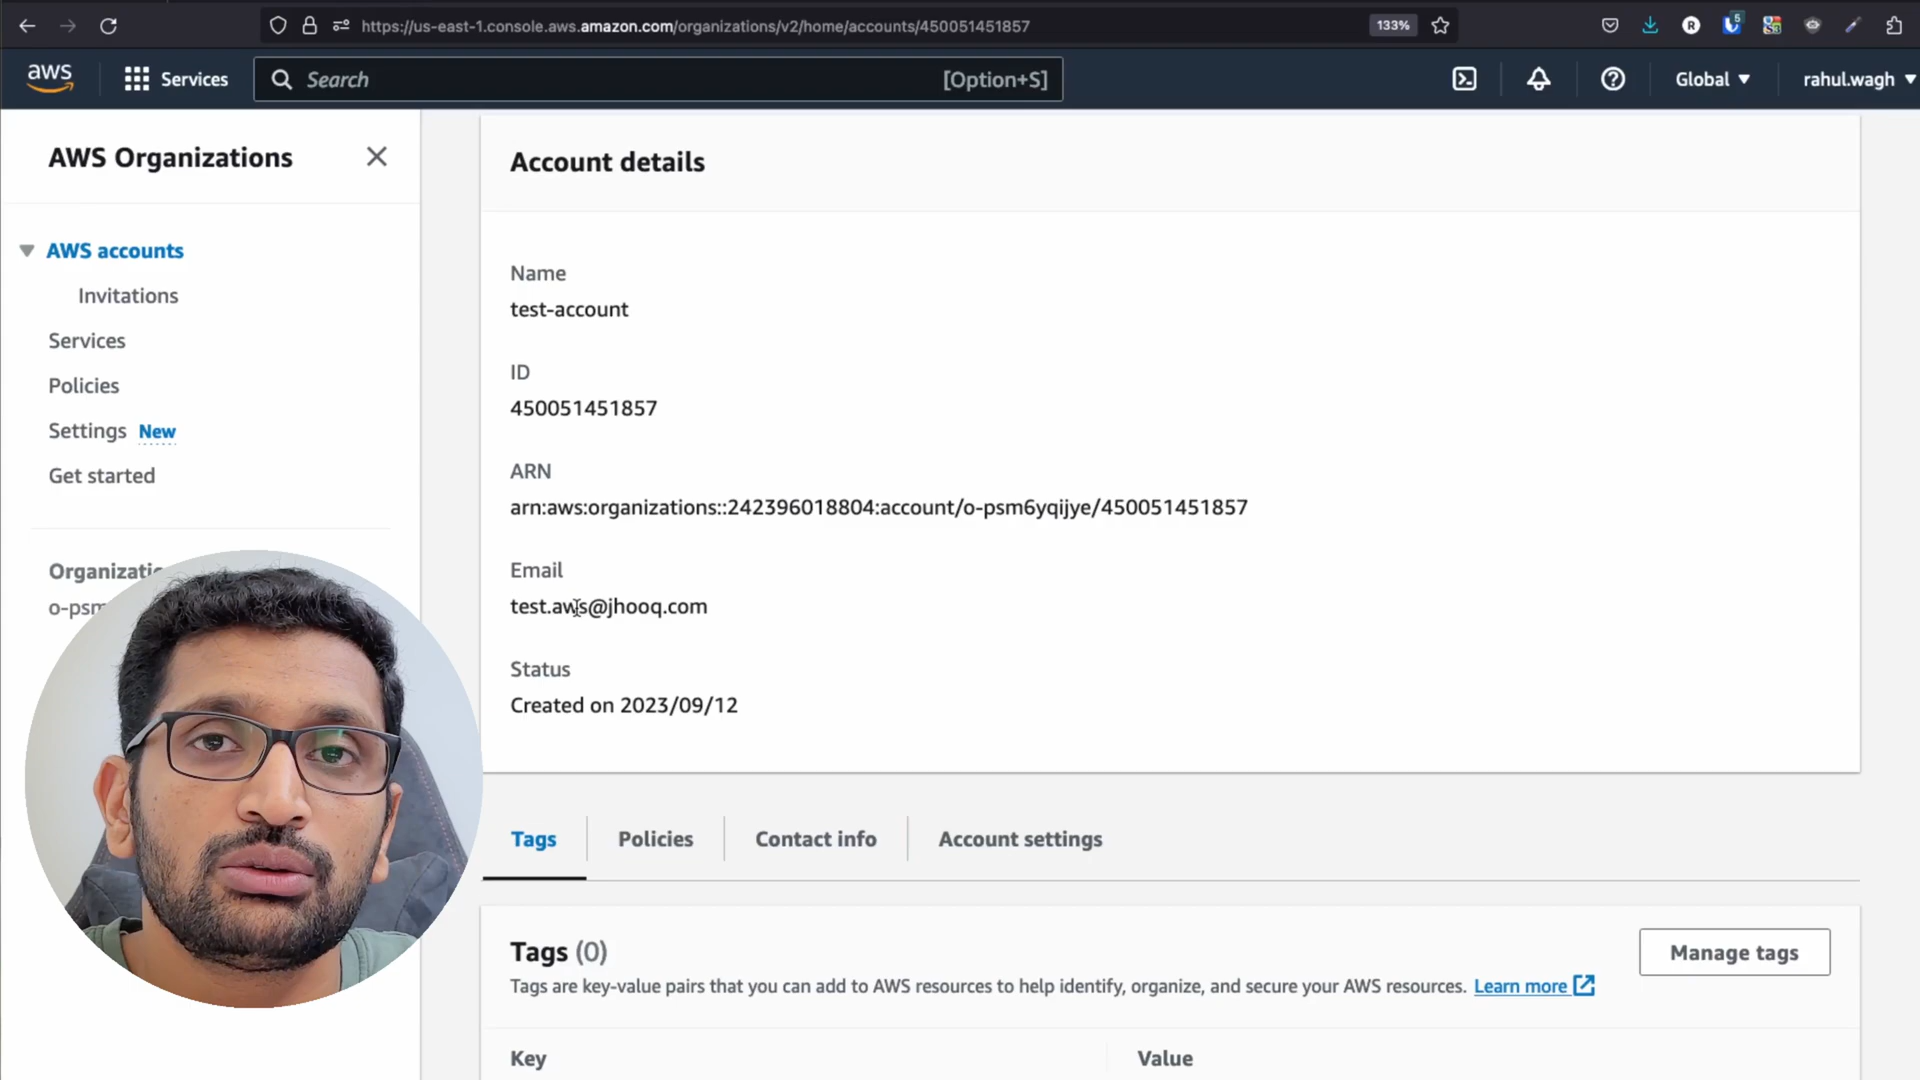 https://us-east-1.console.aws.amazon.com/organizations/v2/home/accounts/450051451857
133%
5
aws
Services
Search
[Option+S]
Global
rahul.wagh
AWS Organizations
AWS accounts
Invitations
Services
Policies
Settings New
Get started
Organizatio
o-psm
Account details
Name
test-account
ID
450051451857
ARN
arn:aws:organizations::242396018804:account/o-psm6yqijye/450051451857
Email
test.aws@jhooq.com
Status
Created on 2023/09/12
Tags
Policies
Contact info
Account settings
Tags (0)
Manage tags
Tags are key-value pairs that you can add to AWS resources to help identify, organize, and secure your AWS resources. Learn more
Key
Value